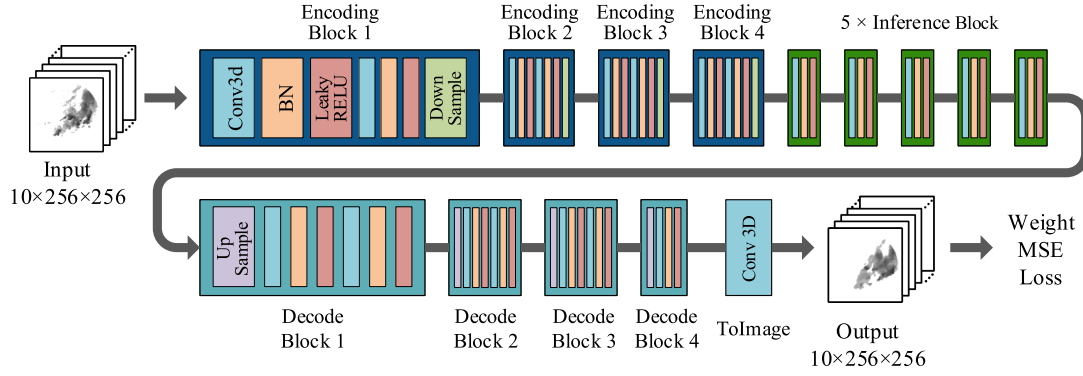 Encoding
Block 1
Encoding
Block 2
Encoding
Block 3
Encoding
Block 4
5 × Inference Block
Conv3d
BN
Leaky
RELU
Down
Sample
Input
10×256×256
Up
Sample
Conv 3D
Weight
MSE
Loss
Decode
Block 1
Decode
Block 2
Decode
Block 3
Decode
Block 4
ToImage
Output
10×256×256